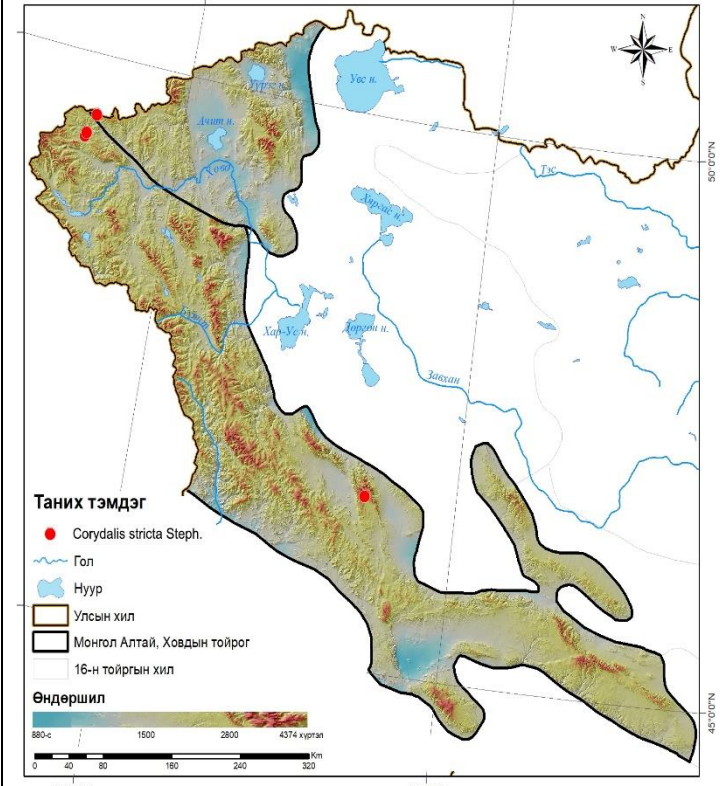 N
W E
S
Увс н.
Ачит н.
Ховд
Тэс
Хяргас н.
Хар-Ус н.
Дөргөн н.
Завхан
50°0'0"N
45°0'0"N
Таних тэмдэг
Corydalis stricta Steph.
Гол
Нуур
Улсын хил
Монгол Алтай, Ховдын тойрог
16-н тойргын хил
Өндөршил
880-с 1500 2800 4374 хүртэл
Km
0 40 80 160 240 320